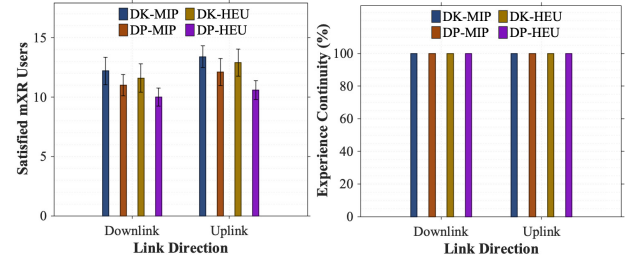 DK-MIP DK-HEU
DP-MIP DP-HEU
15
10
5
0
Satisfied mXR Users
Downlink Uplink
Link Direction
DK-MIP DK-HEU
DP-MIP DP-HEU
100
80
60
40
20
0
Experience Continuity (%)
Downlink Uplink
Link Direction